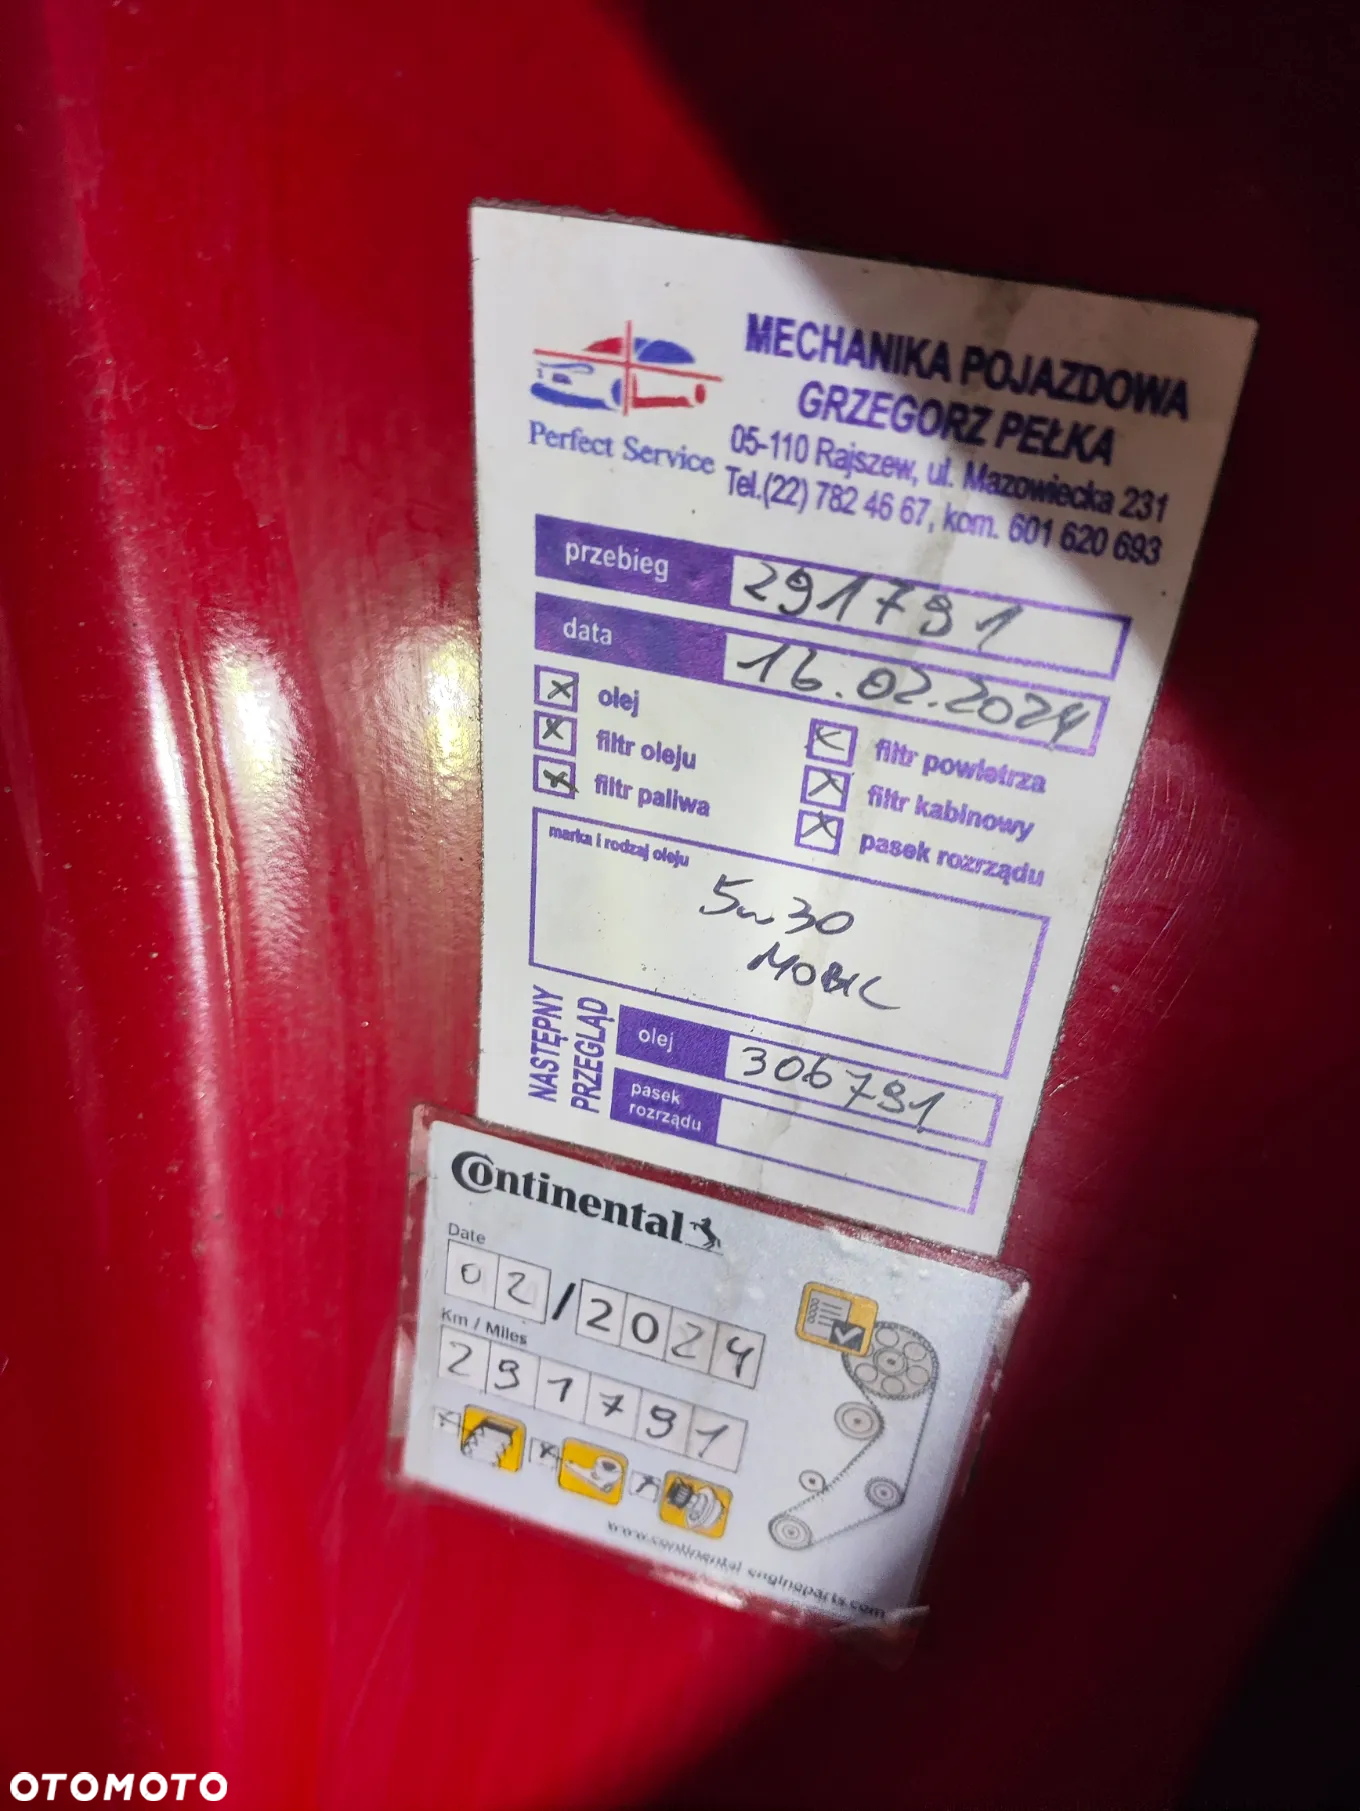 MECHANIKA POJAZDOWA
GRZEGORZ PEŁKA
Perfect Service
05-110 Rajszew, ul. Mazowiecka 231
Tel.(22) 782 46 67, kom. 601 620 693
przebieg 291791
data 16.02.2024
x olej
x filtr oleju
x filtr paliwa
x filtr powietrza
x filtr kabinowy
x pasek rozrządu
marka i rodzaj oleju
5w30
MOBIL
NASTĘPNY
PRZEGLĄD
olej 306791
pasek
rozrządu
Continental
Date
02/2024
Km / Miles
291791
www.continental-engineparts.com
OTOMOTO